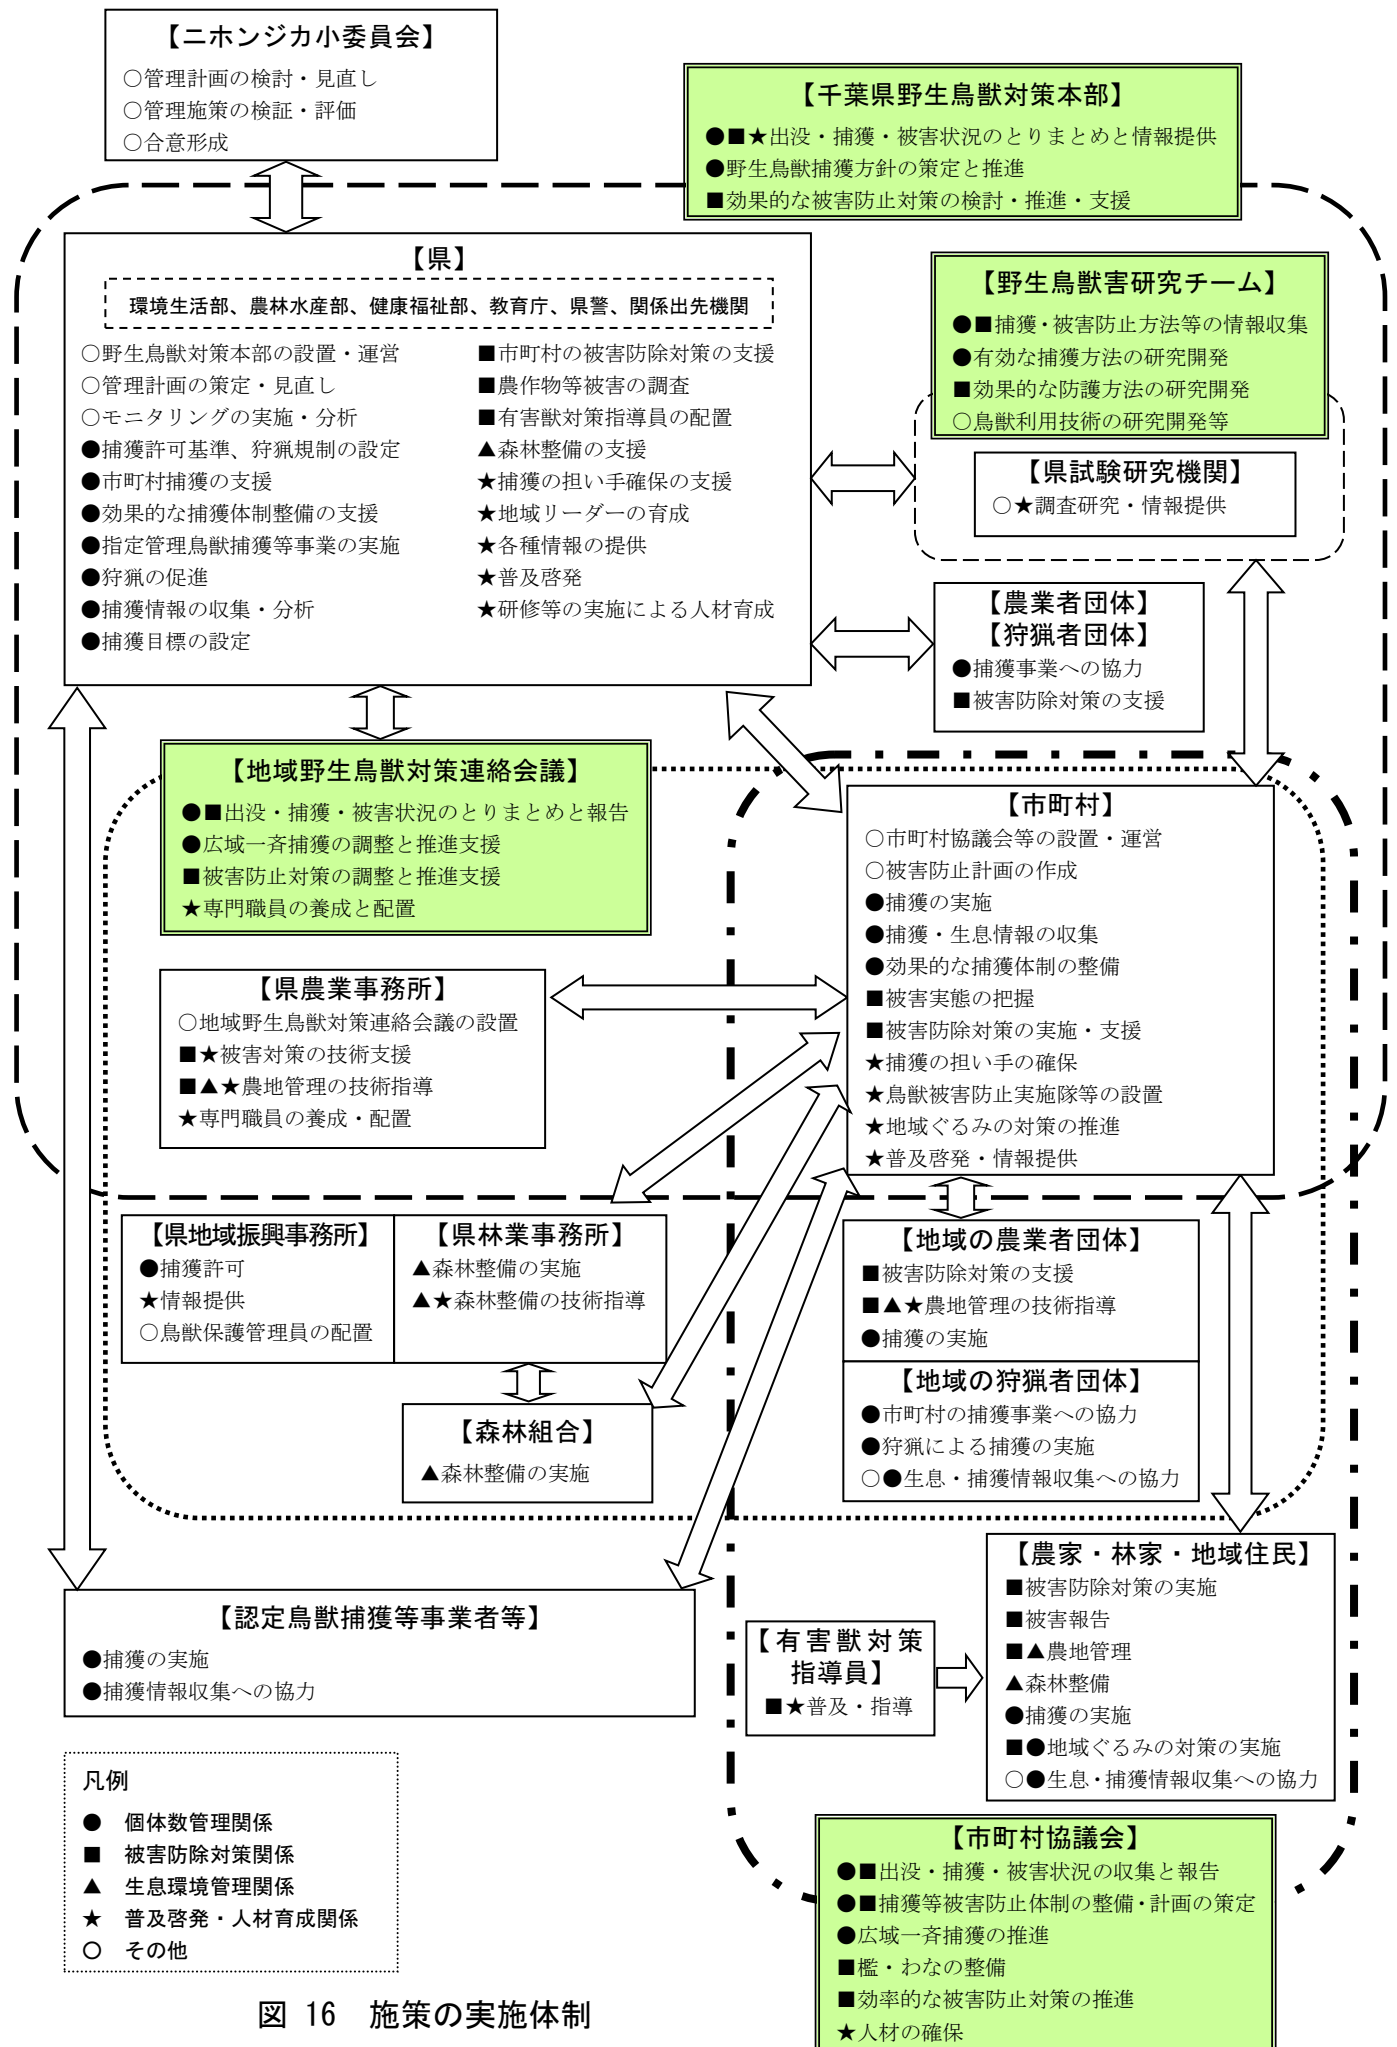 【ニホンジカ小委員会】
○管理計画の検討・見直し
○管理施策の検証・評価
○合意形成
【千葉県野生鳥獣対策本部】
●■★出没・捕獲・被害状況のとりまとめと情報提供
●野生鳥獣捕獲方針の策定と推進
■効果的な被害防止対策の検討・推進・支援
【県】
環境生活部、農林水産部、健康福祉部、教育庁、県警、関係出先機関
○野生鳥獣対策本部の設置・運営
○管理計画の策定・見直し
○モニタリングの実施・分析
●捕獲許可基準、狩猟規制の設定
●市町村捕獲の支援
●効果的な捕獲体制整備の支援
●指定管理鳥獣捕獲等事業の実施
●狩猟の促進
●捕獲情報の収集・分析
●捕獲目標の設定
■市町村の被害防除対策の支援
■農作物等被害の調査
■有害獣対策指導員の配置
▲森林整備の支援
★捕獲の担い手確保の支援
★地域リーダーの育成
★各種情報の提供
★普及啓発
★研修等の実施による人材育成
【野生鳥獣害研究チーム】
●■捕獲・被害防止方法等の情報収集
●有効な捕獲方法の研究開発
■効果的な防護方法の研究開発
○鳥獣利用技術の研究開発等
【県試験研究機関】
○★調査研究・情報提供
【農業者団体】
【狩猟者団体】
●捕獲事業への協力
■被害防除対策の支援
【地域野生鳥獣対策連絡会議】
●■出没・捕獲・被害状況のとりまとめと報告
●広域一斉捕獲の調整と推進支援
■被害防止対策の調整と推進支援
★専門職員の養成と配置
【市町村】
○市町村協議会等の設置・運営
○被害防止計画の作成
●捕獲の実施
●捕獲・生息情報の収集
●効果的な捕獲体制の整備
■被害実態の把握
■被害防除対策の実施・支援
★捕獲の担い手の確保
★鳥獣被害防止実施隊等の設置
★地域ぐるみの対策の推進
★普及啓発・情報提供
【県農業事務所】
○地域野生鳥獣対策連絡会議の設置
■★被害対策の技術支援
■▲★農地管理の技術指導
★専門職員の養成・配置
【県地域振興事務所】
●捕獲許可
★情報提供
○鳥獣保護管理員の配置
【県林業事務所】
▲森林整備の実施
▲★森林整備の技術指導
【地域の農業者団体】
■被害防除対策の支援
■▲★農地管理の技術指導
●捕獲の実施
【地域の狩猟者団体】
●市町村の捕獲事業への協力
●狩猟による捕獲の実施
○●生息・捕獲情報収集への協力
【森林組合】
▲森林整備の実施
【農家・林家・地域住民】
■被害防除対策の実施
■被害報告
■▲農地管理
▲森林整備
●捕獲の実施
■●地域ぐるみの対策の実施
○●生息・捕獲情報収集への協力
【認定鳥獣捕獲等事業者等】
●捕獲の実施
●捕獲情報収集への協力
【有害獣対策
指導員】
■★普及・指導
凡例
● 個体数管理関係
■ 被害防除対策関係
▲ 生息環境管理関係
★ 普及啓発・人材育成関係
○ その他
【市町村協議会】
●■出没・捕獲・被害状況の収集と報告
●■捕獲等被害防止体制の整備・計画の策定
●広域一斉捕獲の推進
■檻・わなの整備
■効率的な被害防止対策の推進
★人材の確保
図 16 施策の実施体制